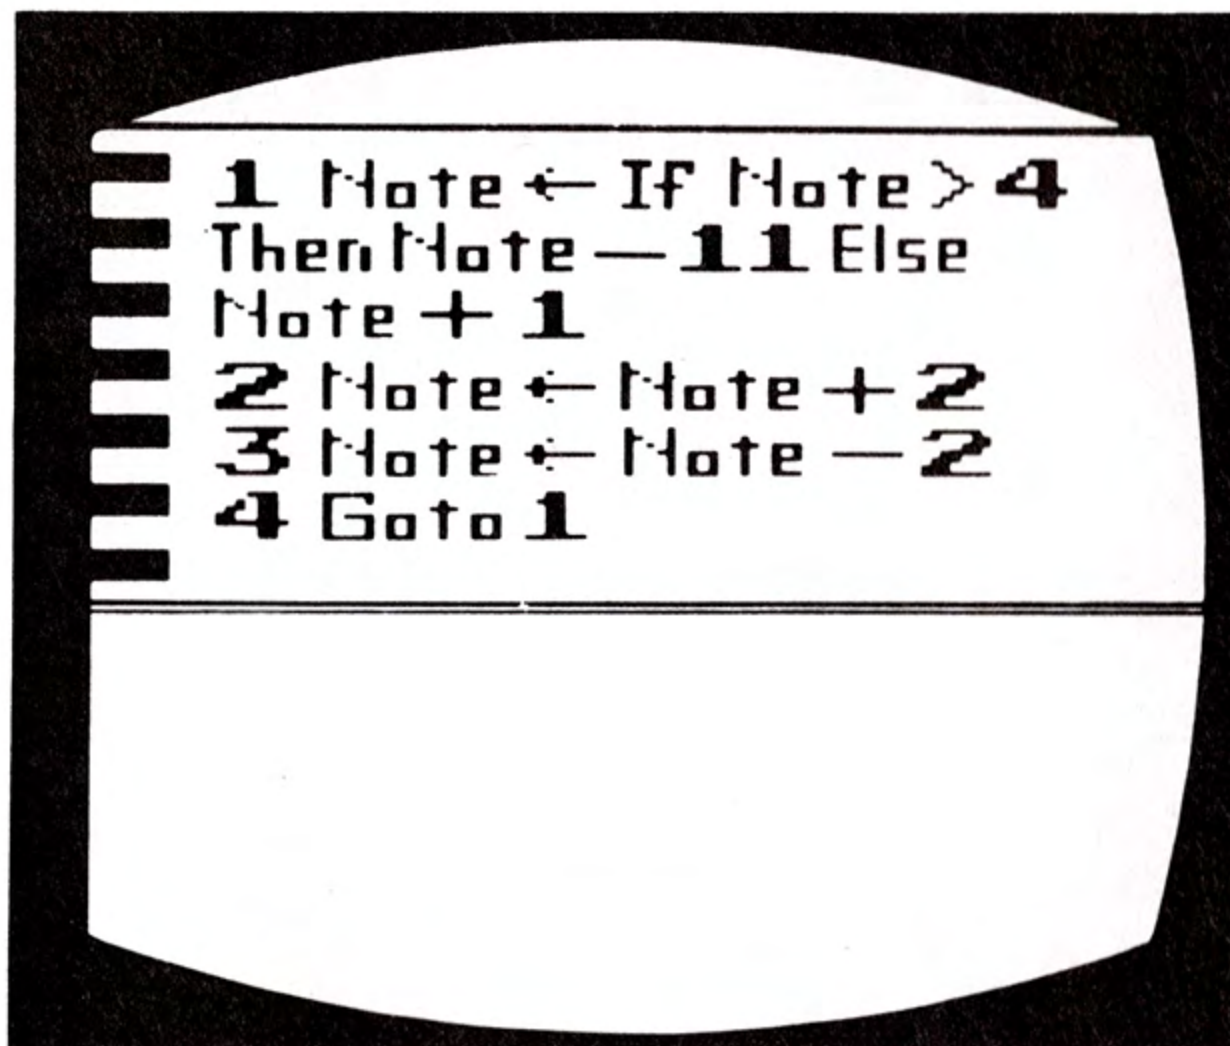 1 Note ← If Note > 4
Then Note — 11 Else
Note + 1
2 Note ← Note + 2
3 Note ← Note — 2
4 Goto 1